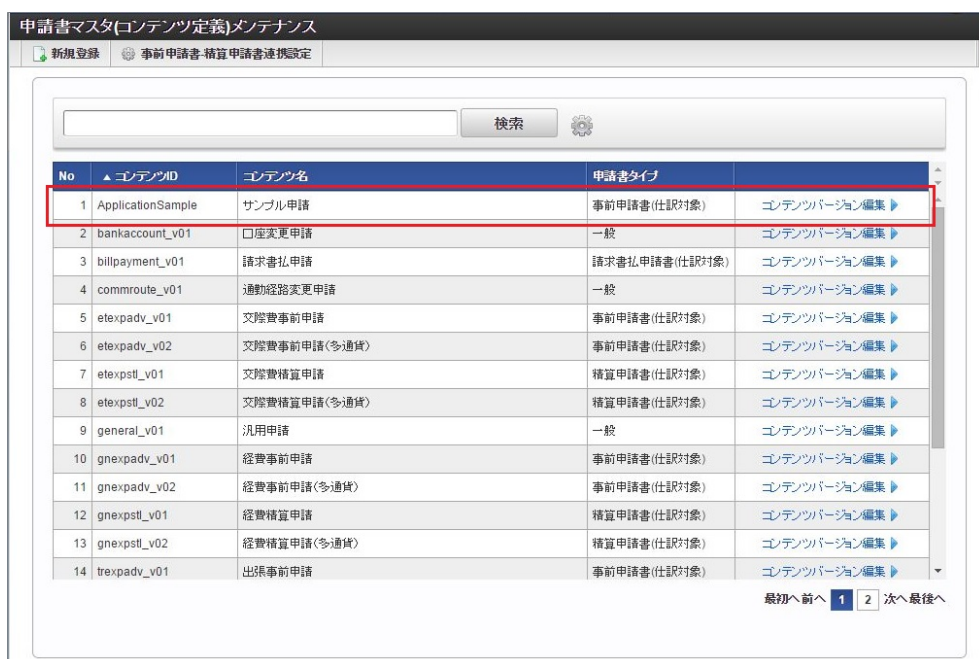 申請書マスタ(コンテンツ定義)メンテナンス
新規登録 事前申請書-精算申請書連携設定
検索
No ▲ コンテンツID コンテンツ名 申請書タイプ
1 ApplicationSample サンプル申請 事前申請書(仕訳対象) コンテンツバージョン編集
2 bankaccount_v01 口座変更申請 一般 コンテンツバージョン編集
3 billpayment_v01 請求書払申請 請求書払申請書(仕訳対象) コンテンツバージョン編集
4 commroute_v01 通勤経路変更申請 一般 コンテンツバージョン編集
5 etexpadv_v01 交際費事前申請 事前申請書(仕訳対象) コンテンツバージョン編集
6 etexpadv_v02 交際費事前申請(多通貨) 事前申請書(仕訳対象) コンテンツバージョン編集
7 etexpstl_v01 交際費精算申請 精算申請書(仕訳対象) コンテンツバージョン編集
8 etexpstl_v02 交際費精算申請(多通貨) 精算申請書(仕訳対象) コンテンツバージョン編集
9 general_v01 汎用申請 一般 コンテンツバージョン編集
10 gnexpadv_v01 経費事前申請 事前申請書(仕訳対象) コンテンツバージョン編集
11 gnexpadv_v02 経費事前申請(多通貨) 事前申請書(仕訳対象) コンテンツバージョン編集
12 gnexpstl_v01 経費精算申請 精算申請書(仕訳対象) コンテンツバージョン編集
13 gnexpstl_v02 経費精算申請(多通貨) 精算申請書(仕訳対象) コンテンツバージョン編集
14 trexpadv_v01 出張事前申請 事前申請書(仕訳対象) コンテンツバージョン編集
最初へ 前へ 1 2 次へ 最後へ